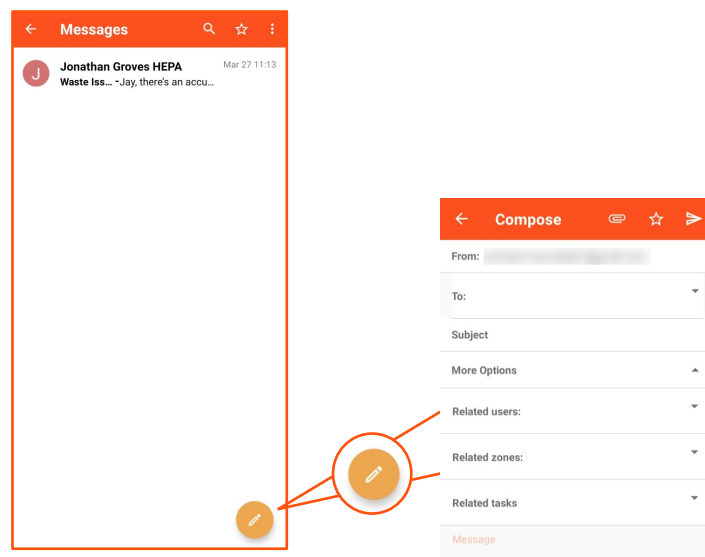 Messages
Jonathan Groves HEPA
Mar 27 11:13
Waste Iss... -Jay, there's an accu...
J
Compose
From:
To:
Subject
More Options
Related users:
Related zones:
Related tasks
Message